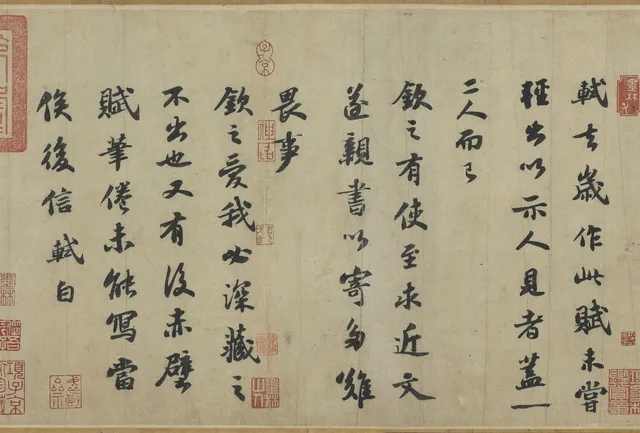 軾去歲作此賦未嘗
輕出以示人見者蓋一
二人而已
欽之有使至求近文
遂親書以寄多難
畏事
欽之愛我必深藏之
不出也又有後赤壁
賦筆倦未能寫當
俟後信軾白